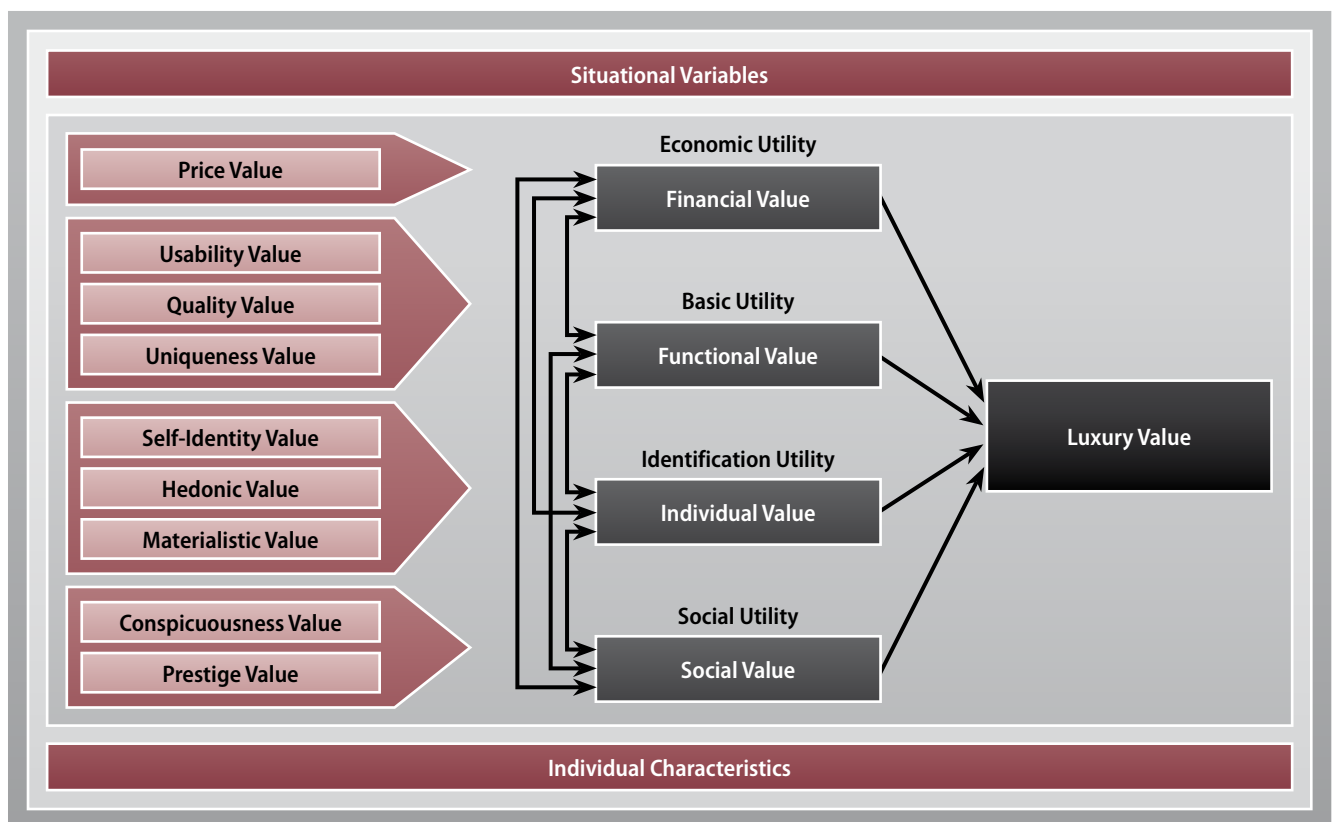 Situational Variables
Price Value
Usability Value
Quality Value
Uniqueness Value
Self-Identity Value
Hedonic Value
Materialistic Value
Conspicuousness Value
Prestige Value
Economic Utility
Financial Value
Basic Utility
Functional Value
Identification Utility
Individual Value
Social Utility
Social Value
Luxury Value
Individual Characteristics